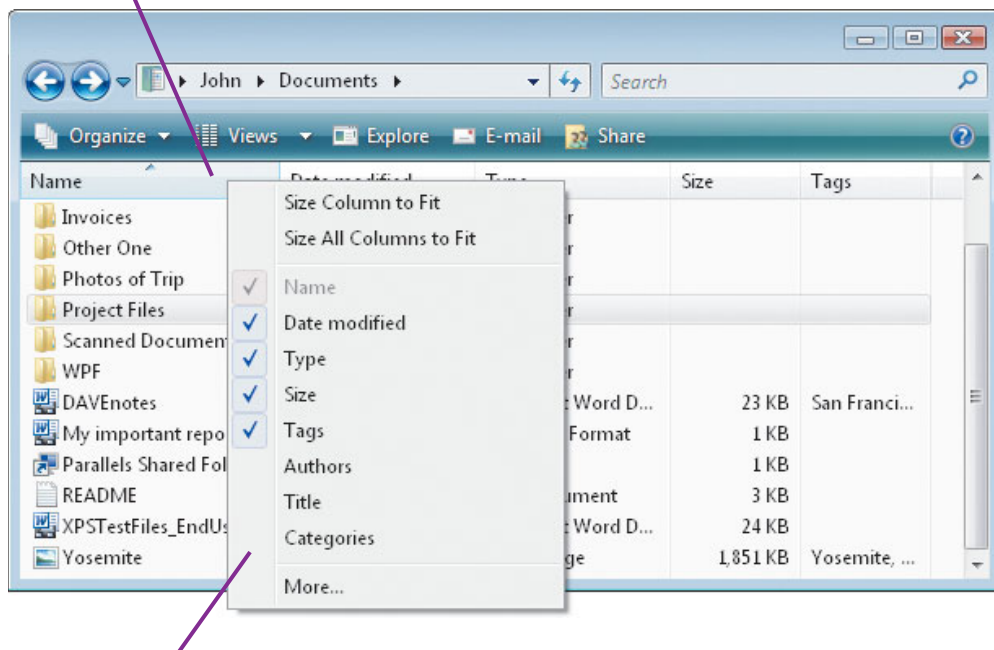 John Documents Search
Organize Views Explore E-mail Share
Name Date modified Type Size Tags
Size Column to Fit
Invoices
Size All Columns to Fit
Other One
Photos of Trip
Name
Project Files
Date modified
Scanned Documen
Type
WPF
Size
DAVEnotes : Word D... 23 KB San Franci...
Tags
My important repo Format 1 KB
Authors
Parallels Shared Fol 1 KB
Title
README ument 3 KB
XPSTestFiles_EndUs : Word D... 24 KB
Categories
Yosemite ge 1,851 KB Yosemite, ...
More...